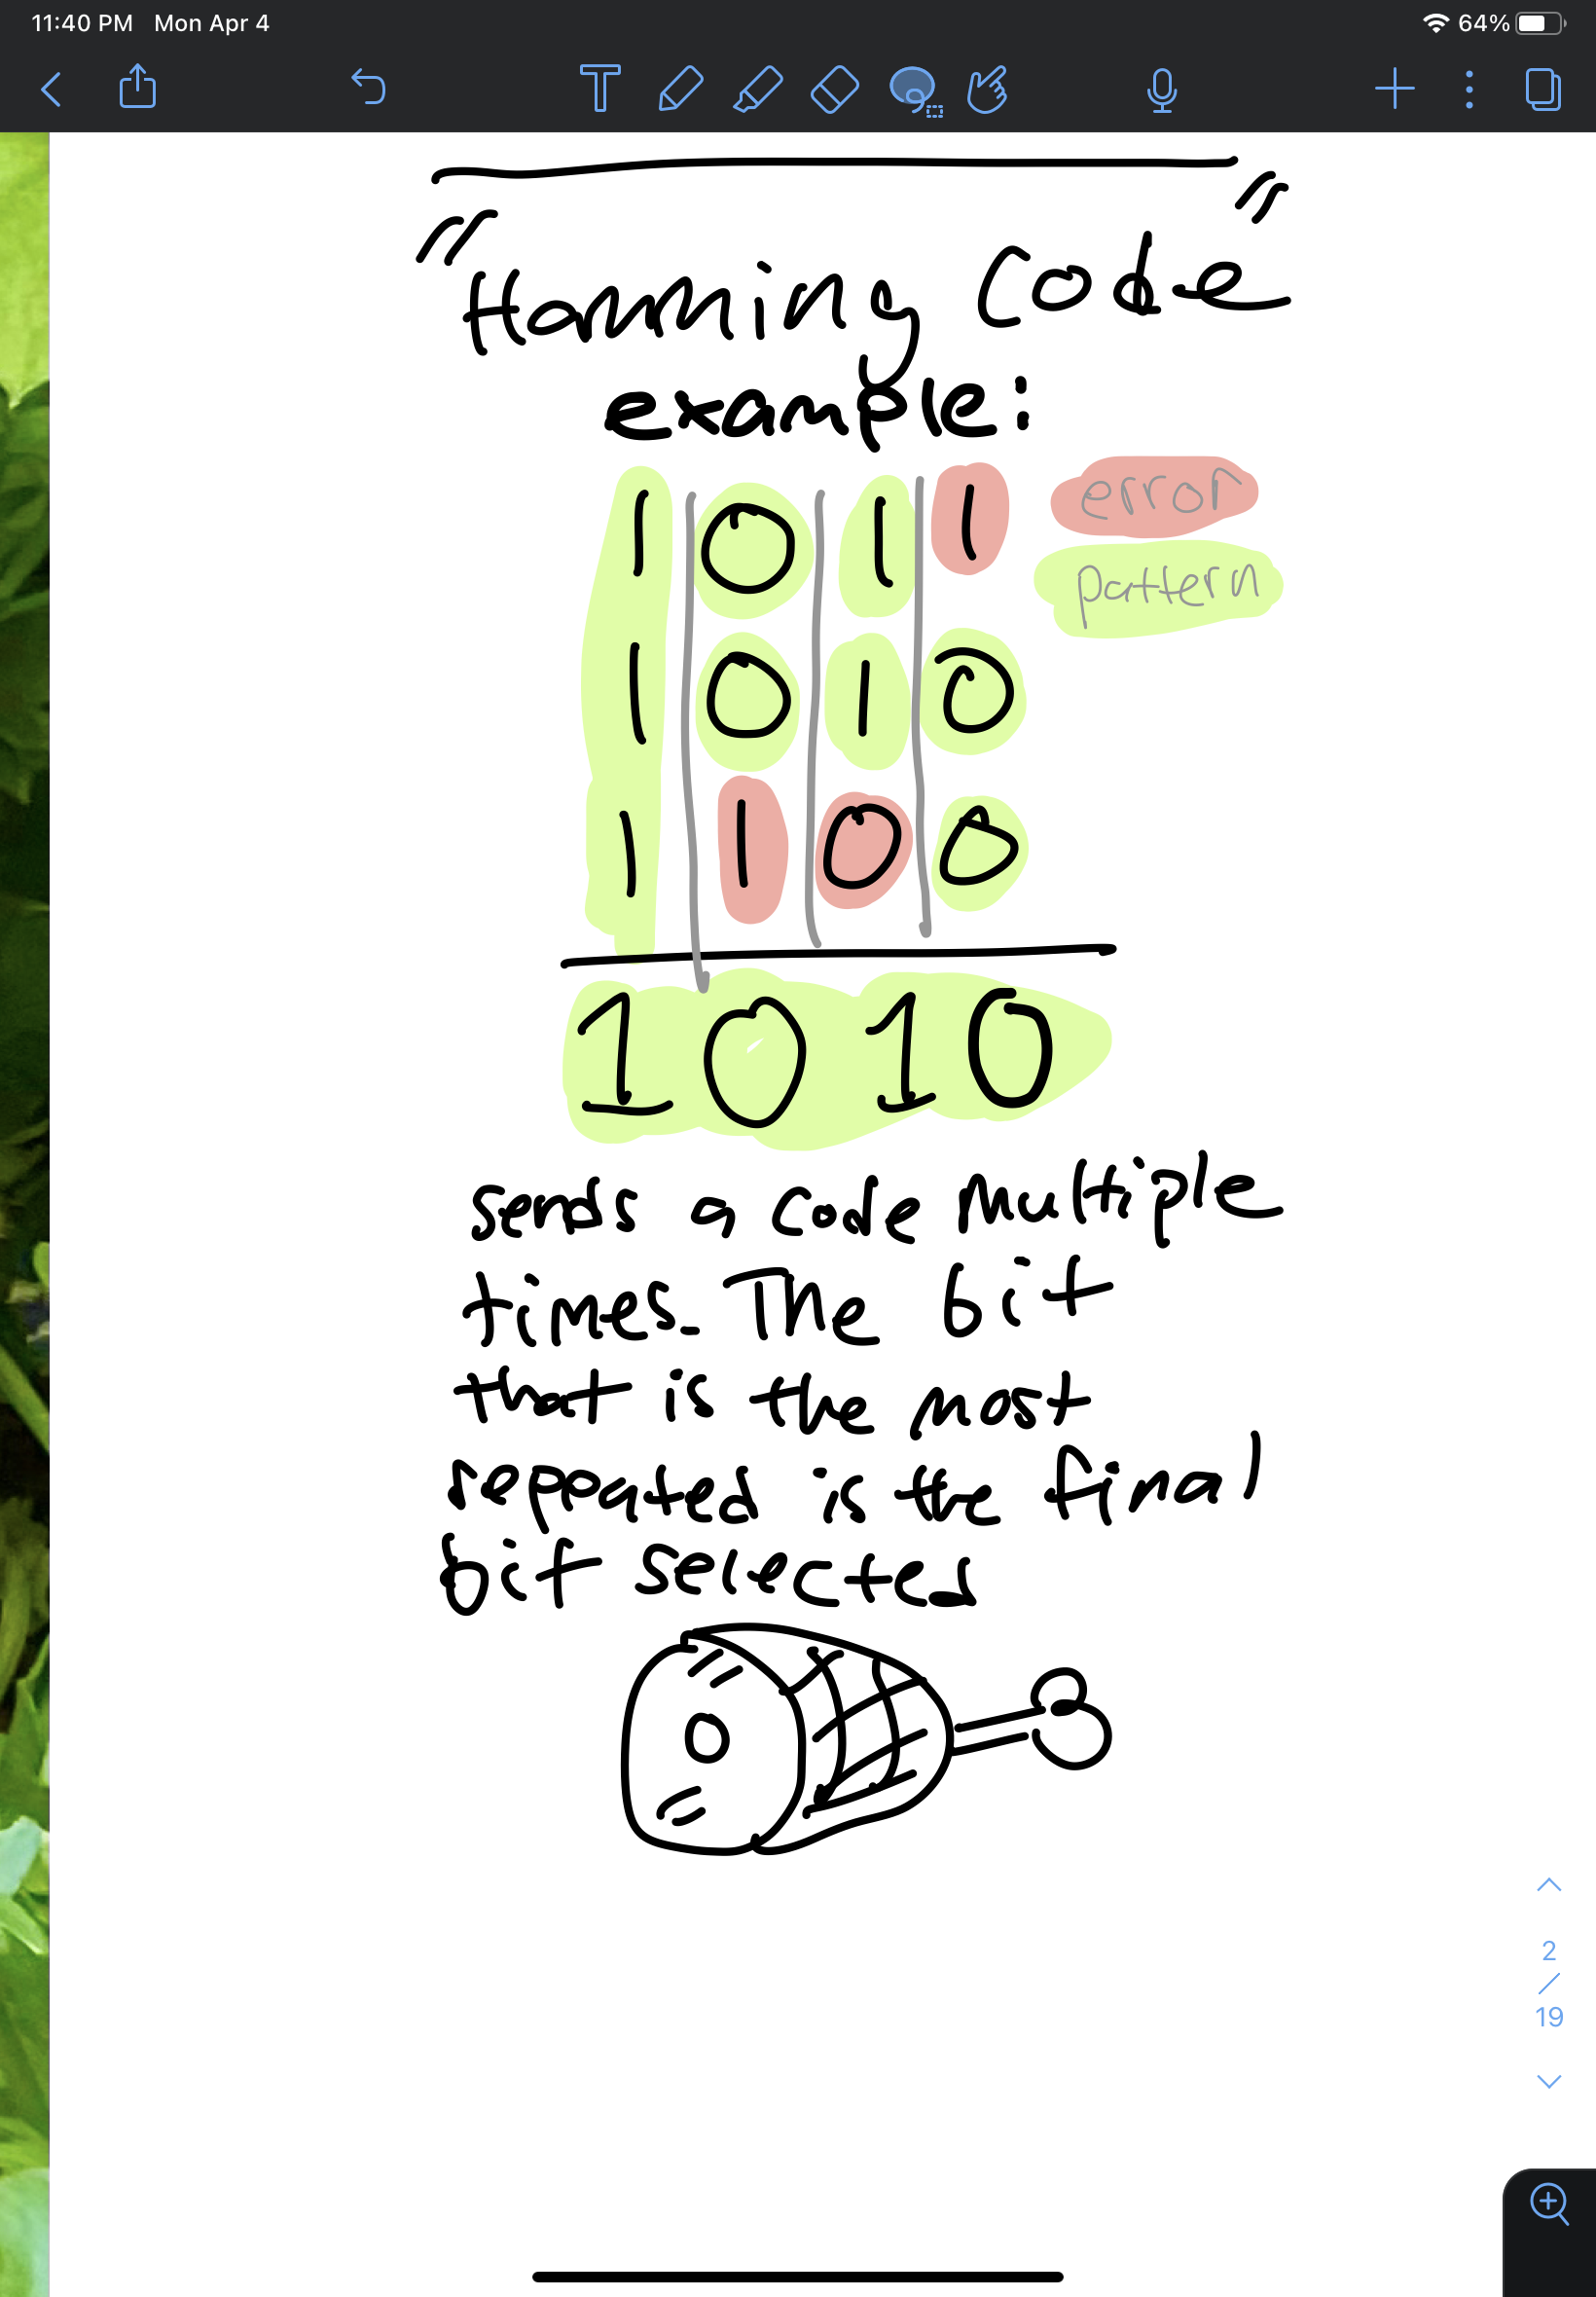 11:40 PM Mon Apr 4 64%
T
"Hamming Code"
example:
1 0 1 1 error
pattern
1 0 1 0
1 1 0 0
1 0 1 0
sends a code multiple
times. The bit
that is the most
repeated is the final
bit selected
2
/
19